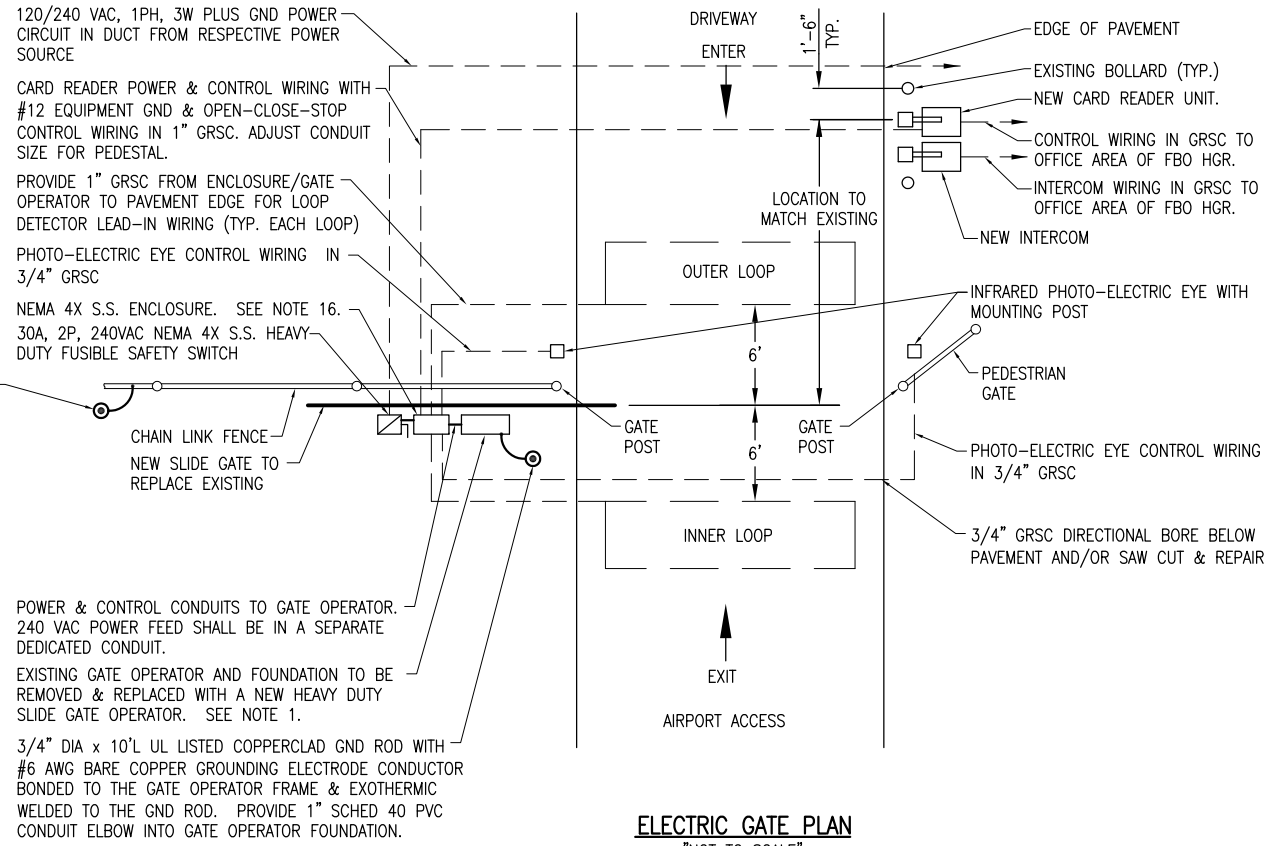 120/240 VAC, 1PH, 3W PLUS GND POWER
CIRCUIT IN DUCT FROM RESPECTIVE POWER
SOURCE
CARD READER POWER & CONTROL WIRING WITH
#12 EQUIPMENT GND & OPEN-CLOSE-STOP
CONTROL WIRING IN 1" GRSC. ADJUST CONDUIT
SIZE FOR PEDESTAL.
PROVIDE 1" GRSC FROM ENCLOSURE/GATE
OPERATOR TO PAVEMENT EDGE FOR LOOP
DETECTOR LEAD-IN WIRING (TYP. EACH LOOP)
PHOTO-ELECTRIC EYE CONTROL WIRING IN
3/4" GRSC
NEMA 4X S.S. ENCLOSURE. SEE NOTE 16.
30A, 2P, 240VAC NEMA 4X S.S. HEAVY
DUTY FUSIBLE SAFETY SWITCH
CHAIN LINK FENCE
NEW SLIDE GATE TO
REPLACE EXISTING
POWER & CONTROL CONDUITS TO GATE OPERATOR.
240 VAC POWER FEED SHALL BE IN A SEPARATE
DEDICATED CONDUIT.
EXISTING GATE OPERATOR AND FOUNDATION TO BE
REMOVED & REPLACED WITH A NEW HEAVY DUTY
SLIDE GATE OPERATOR. SEE NOTE 1.
3/4" DIA x 10'L UL LISTED COPPERCLAD GND ROD WITH
#6 AWG BARE COPPER GROUNDING ELECTRODE CONDUCTOR
BONDED TO THE GATE OPERATOR FRAME & EXOTHERMIC
WELDED TO THE GND ROD. PROVIDE 1" SCHED 40 PVC
CONDUIT ELBOW INTO GATE OPERATOR FOUNDATION.
DRIVEWAY
ENTER
1'-6"
TYP.
LOCATION TO
MATCH EXISTING
OUTER LOOP
6'
GATE
POST
GATE
POST
6'
INNER LOOP
EXIT
AIRPORT ACCESS
EDGE OF PAVEMENT
EXISTING BOLLARD (TYP.)
NEW CARD READER UNIT.
CONTROL WIRING IN GRSC TO
OFFICE AREA OF FBO HGR.
INTERCOM WIRING IN GRSC TO
OFFICE AREA OF FBO HGR.
NEW INTERCOM
INFRARED PHOTO-ELECTRIC EYE WITH
MOUNTING POST
PEDESTRIAN
GATE
PHOTO-ELECTRIC EYE CONTROL WIRING
IN 3/4" GRSC
3/4" GRSC DIRECTIONAL BORE BELOW
PAVEMENT AND/OR SAW CUT & REPAIR
ELECTRIC GATE PLAN
"NOT TO SCALE"